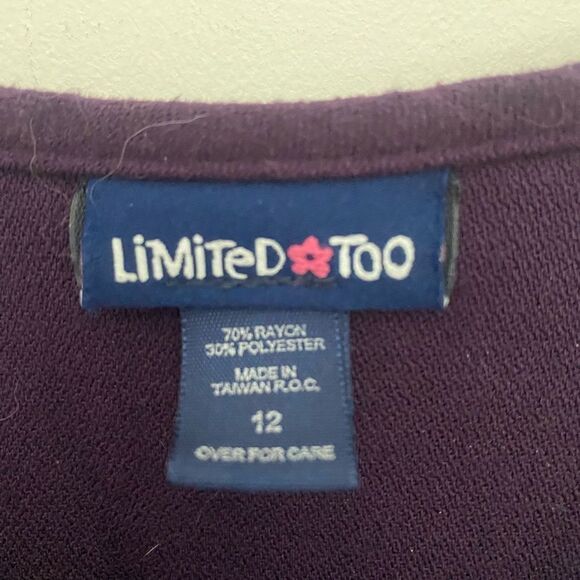 LiMiTeD TOO
70% RAYON
30% POLYESTER
MADE IN
TAIWAN R.O.C.
12
OVER FOR CARE